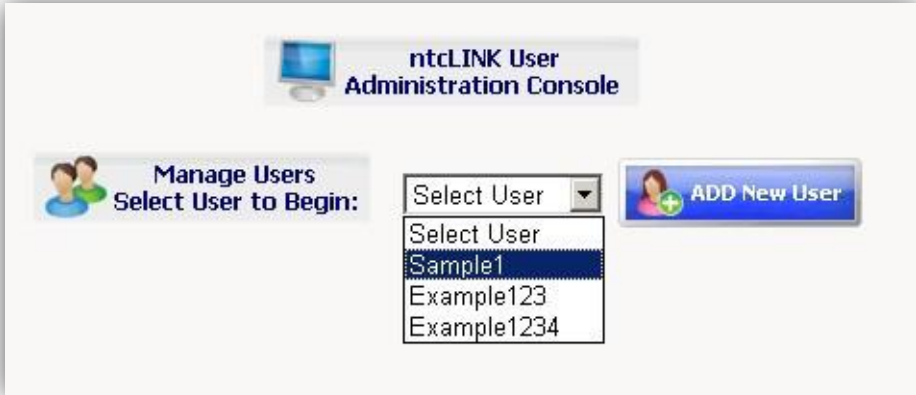 ntcLINK User
Administration Console
Manage Users
Select User to Begin:
Select User
ADD New User
Select User
Sample1
Example123
Example1234